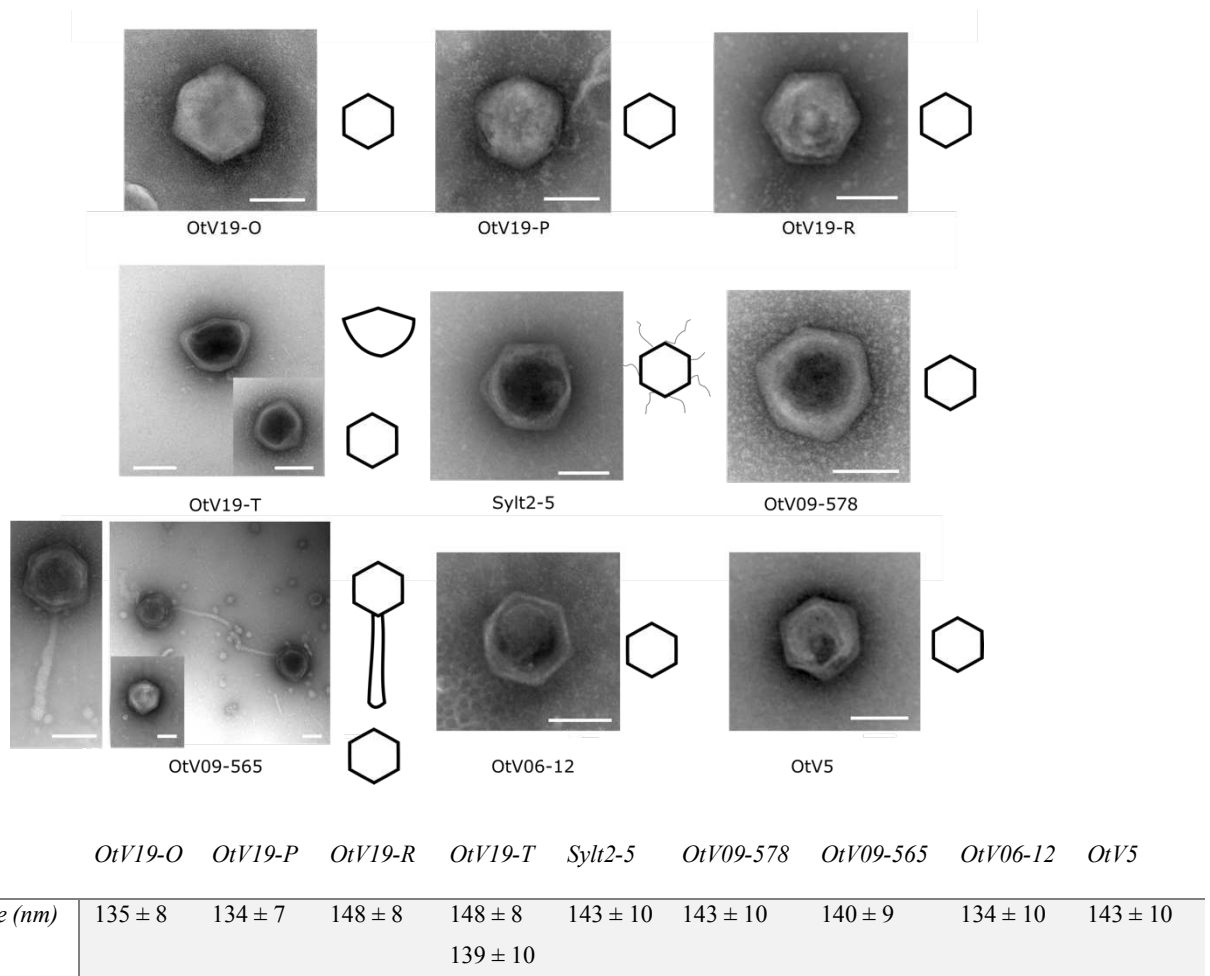 OtV19-O OtV19-P OtV19-R
OtV19-T Sylt2-5 OtV09-578
OtV09-565 OtV06-12 OtV5
OtV19-O OtV19-P OtV19-R OtV19-T Sylt2-5 OtV09-578 OtV09-565 OtV06-12 OtV5
e (nm) 135 ± 8 134 ± 7 148 ± 8 148 ± 8 143 ± 10 143 ± 10 140 ± 9 134 ± 10 143 ± 10
139 ± 10